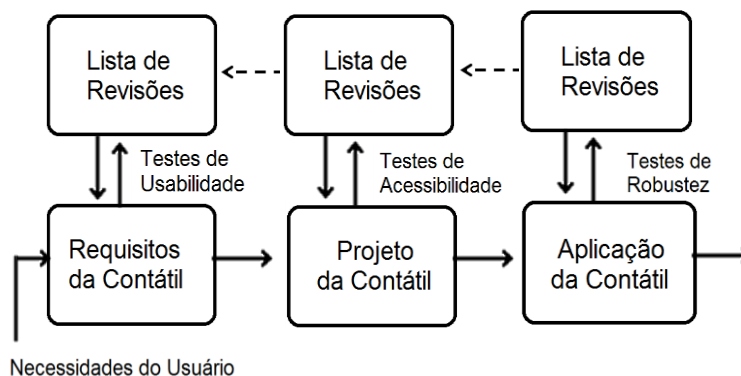 Lista de
Revisões
Lista de
Revisões
Lista de
Revisões
Testes de
Usabilidade
Testes de
Acessibilidade
Testes de
Robustez
Requisitos
da Contátil
Projeto
da Contátil
Aplicação
da Contátil
Necessidades do Usuário